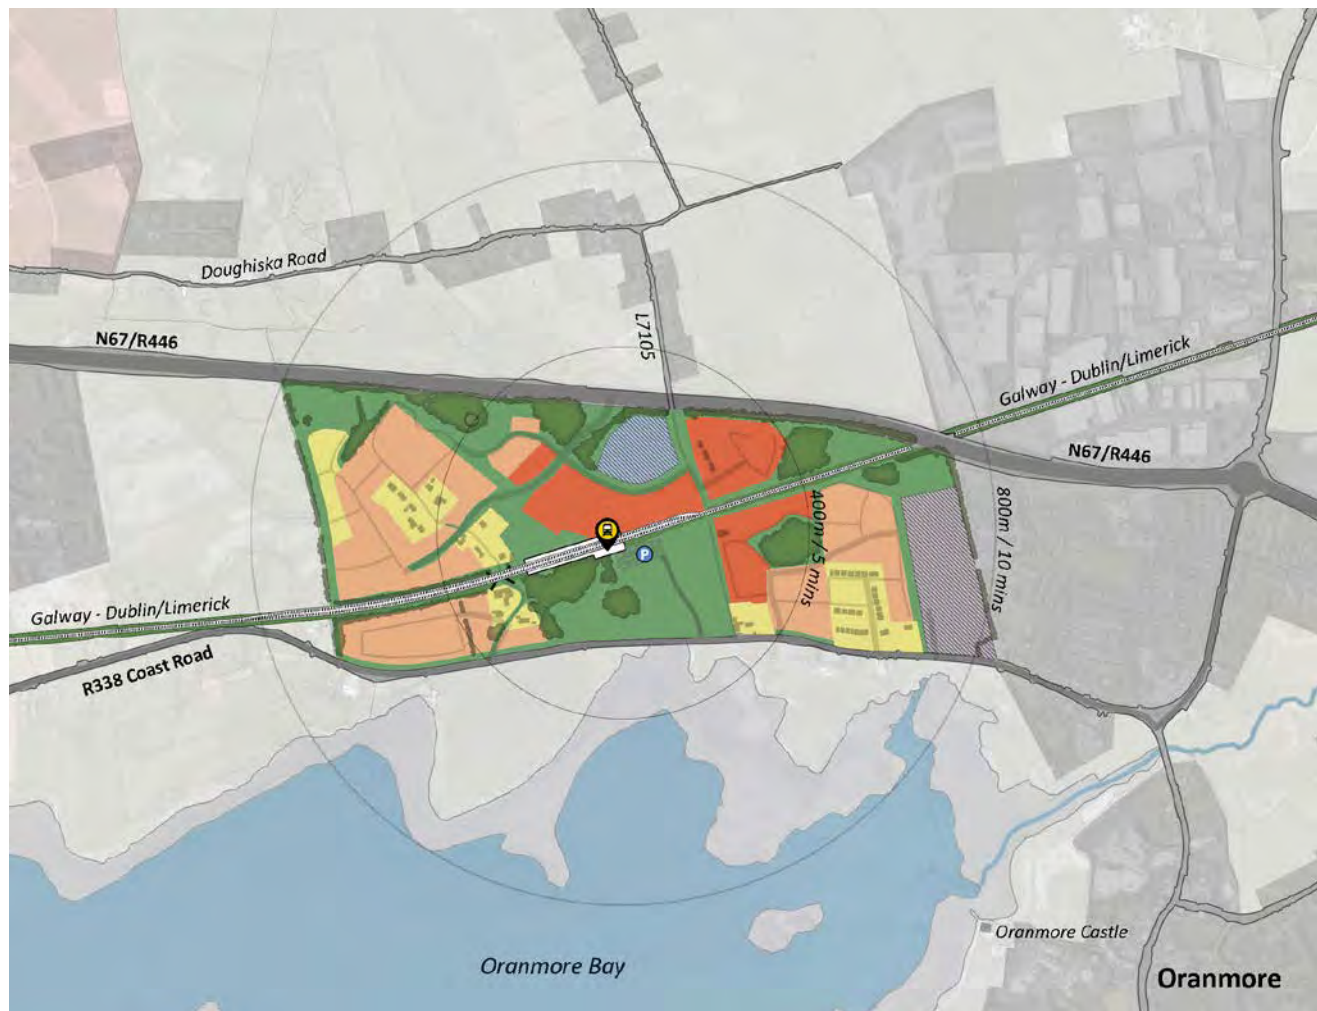 Doughiska Road
N67/R446
L7105
Galway - Dublin/Limerick
N67/R446
400m / 5 mins
800m / 10 mins
P
Galway - Dublin/Limerick
R338 Coast Road
Oranmore Castle
Oranmore Bay
Oranmore